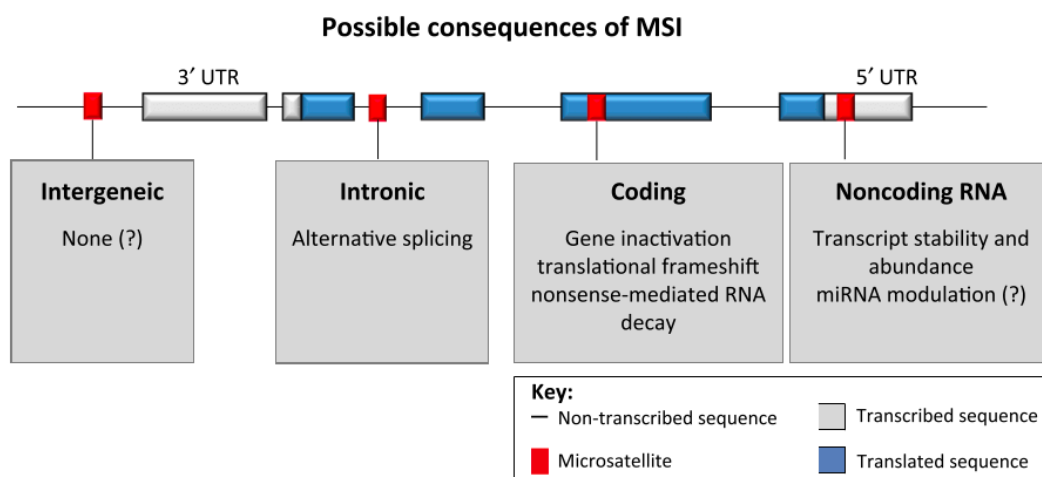 Possible consequences of MSI
3′ UTR
5′ UTR
Intergeneic
None (?)
Intronic
Alternative splicing
Coding
Gene inactivation
translational frameshift
nonsense-mediated RNA
decay
Noncoding RNA
Transcript stability and
abundance
miRNA modulation (?)
Key:
Non-transcribed sequence
Transcribed sequence
Microsatellite
Translated sequence